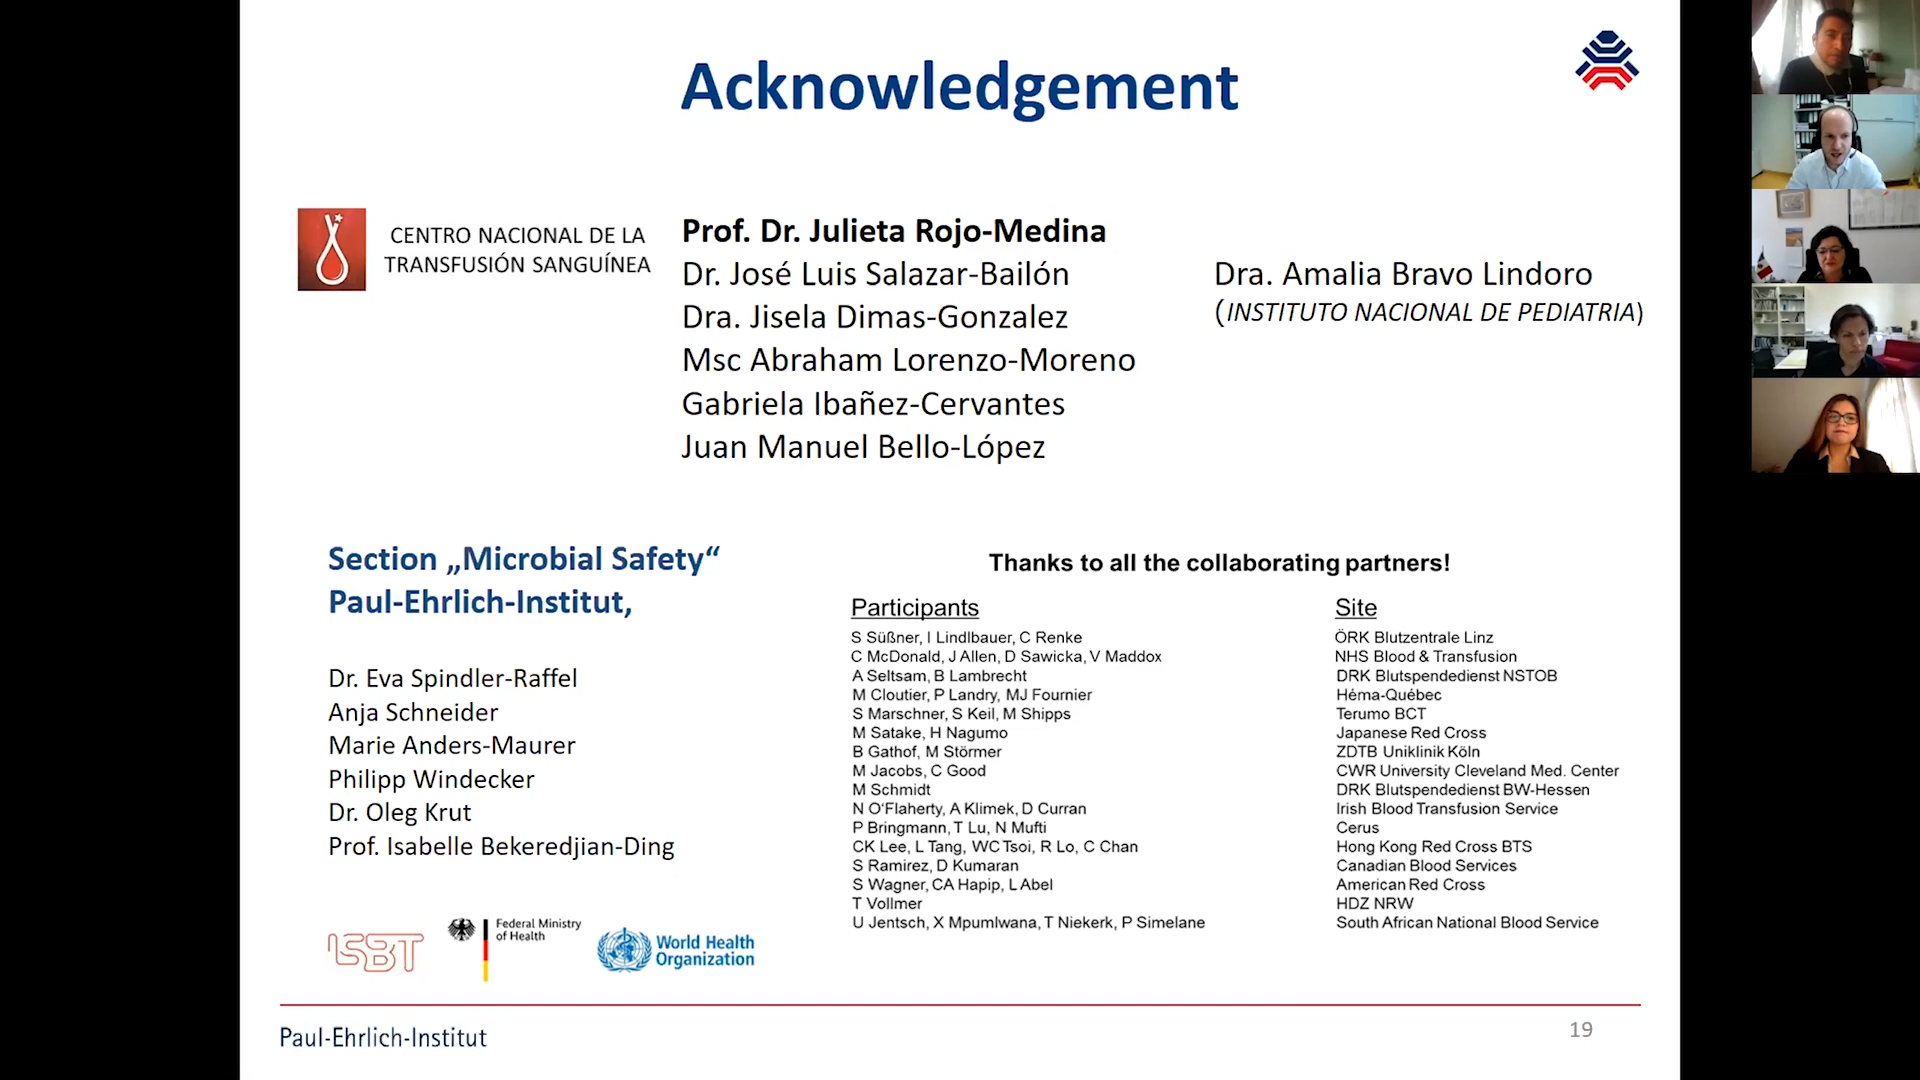 Acknowledgement
CENTRO NACIONAL DE LA
TRANSFUSIÓN SANGUÍNEA
Prof. Dr. Julieta Rojo-Medina
Dr. José Luis Salazar-Bailón
Dra. Jisela Dimas-Gonzalez
Msc Abraham Lorenzo-Moreno
Gabriela Ibañez-Cervantes
Juan Manuel Bello-López
Dra. Amalia Bravo Lindoro
(INSTITUTO NACIONAL DE PEDIATRIA)
Section „Microbial Safety“
Paul-Ehrlich-Institut,
Dr. Eva Spindler-Raffel
Anja Schneider
Marie Anders-Maurer
Philipp Windecker
Dr. Oleg Krut
Prof. Isabelle Bekeredjian-Ding
Thanks to all the collaborating partners!
Participants Site
S Süßner, I Lindlbauer, C Renke ÖRK Blutzentrale Linz
C McDonald, J Allen, D Sawicka, V Maddox NHS Blood & Transfusion
A Seltsam, B Lambrecht DRK Blutspendedienst NSTOB
M Cloutier, P Landry, MJ Fournier Héma-Québec
S Marschner, S Keil, M Shipps Terumo BCT
M Satake, H Nagumo Japanese Red Cross
B Gathof, M Störmer ZDTB Uniklinik Köln
M Jacobs, C Good CWR University Cleveland Med. Center
M Schmidt DRK Blutspendedienst BW-Hessen
N O‘Flaherty, A Klimek, D Curran Irish Blood Transfusion Service
P Bringmann, T Lu, N Mufti Cerus
CK Lee, L Tang, WC Tsoi, R Lo, C Chan Hong Kong Red Cross BTS
S Ramirez, D Kumaran Canadian Blood Services
S Wagner, CA Hapip, L Abel American Red Cross
T Vollmer HDZ NRW
U Jentsch, X Mpumlwana, T Niekerk, P Simelane South African National Blood Service
ISBT
Federal Ministry
of Health
World Health
Organization
Paul-Ehrlich-Institut
19